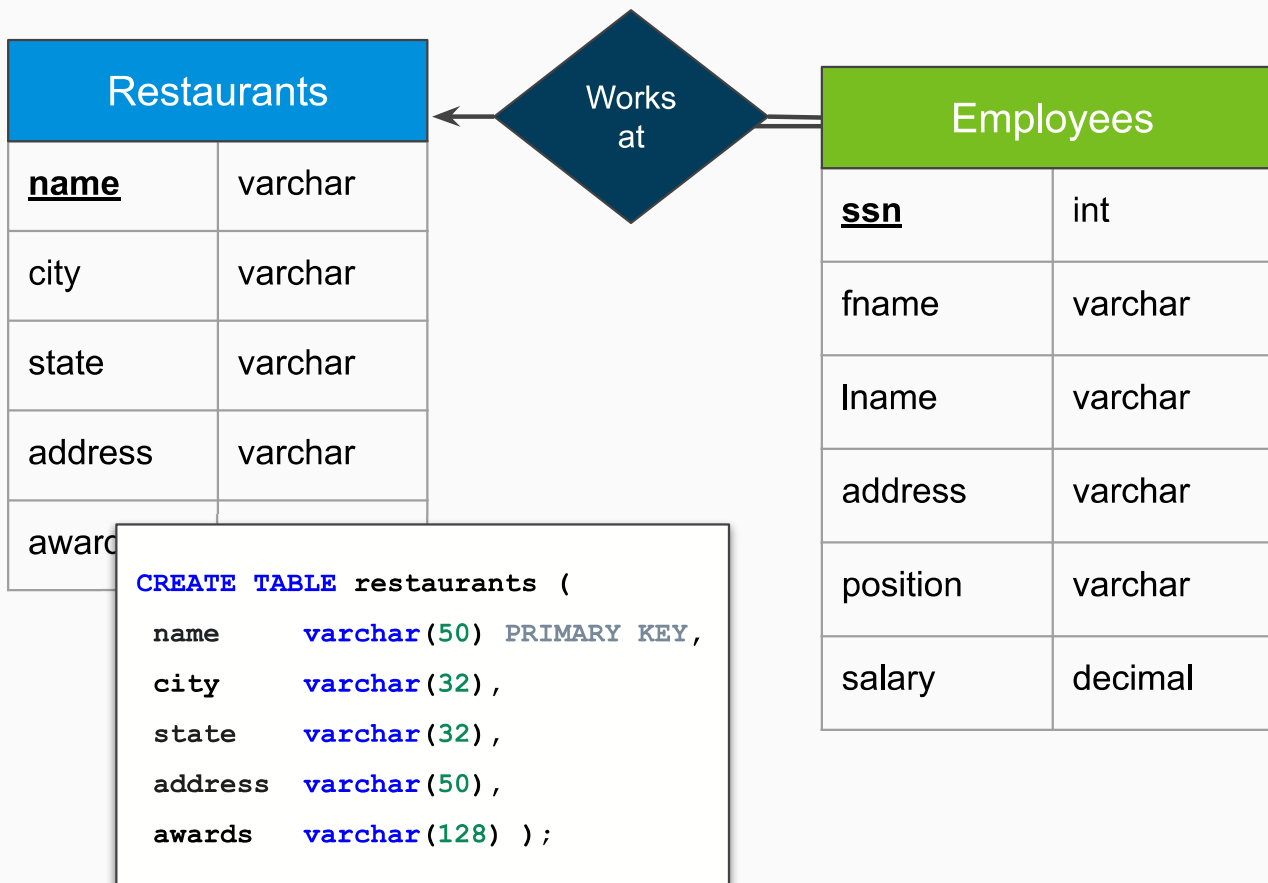 Restaurants
name varchar
city varchar
state varchar
address varchar
awarc
Works
at
Employees
ssn int
fname varchar
lname varchar
address varchar
position varchar
salary decimal
CREATE TABLE restaurants (
name varchar(50) PRIMARY KEY,
city varchar(32),
state varchar(32),
address varchar(50),
awards varchar(128) );